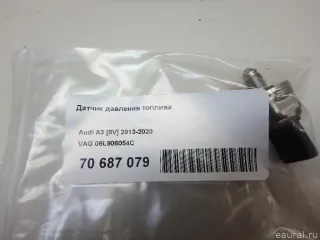 Датчик давления топлива
Audi A3 [8V] 2013-2020
VAG 06L906054C
70 687 079
eaural.ru